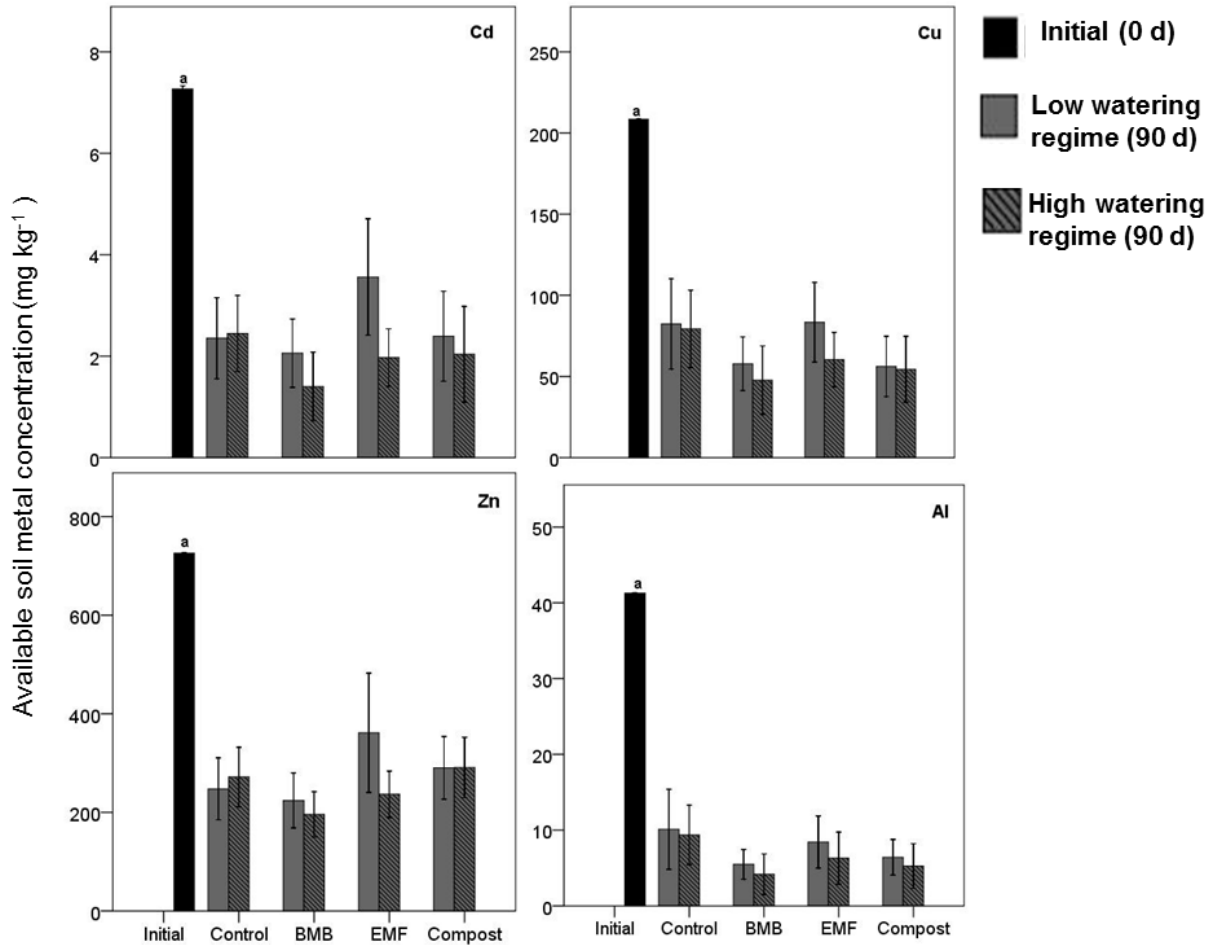 Available soil metal concentration (mg kg⁻¹)
Cd
8
6
4
2
0
a
Cu
250
200
150
100
50
0
a
Initial (0 d)
Low watering
regime (90 d)
High watering
regime (90 d)
Zn
800
600
400
200
0
a
Initial Control BMB EMF Compost
Al
50
40
30
20
10
0
a
Initial Control BMB EMF Compost